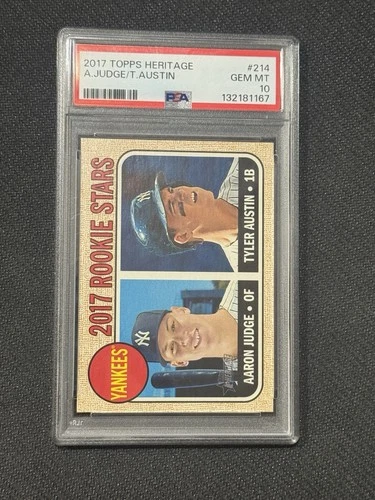 2017 TOPPS HERITAGE #214
A.JUDGE/T.AUSTIN GEM MT
10
PSA 132181167
2017 ROOKIE STARS
YANKEES
TYLER AUSTIN • 1B
AARON JUDGE • OF